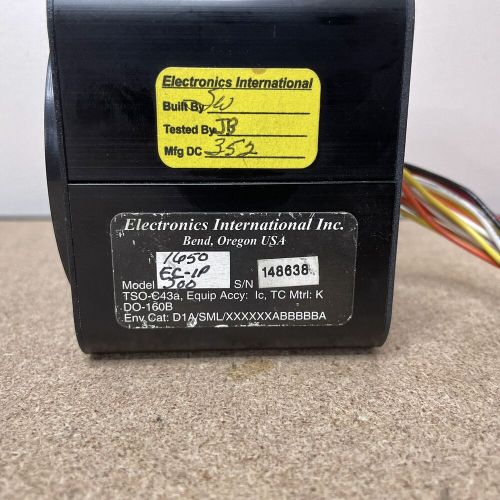 Electronics International
Built By SW
Tested By JB
Mfg DC 352
Electronics International Inc.
Bend, Oregon USA
1650
EC-1P
Model 500 S/N 148638
TSO-C43a, Equip Accy: Ic, TC Mtrl: K
DO-160B
Env Cat: D1A/SML/XXXXXXABBBBBA